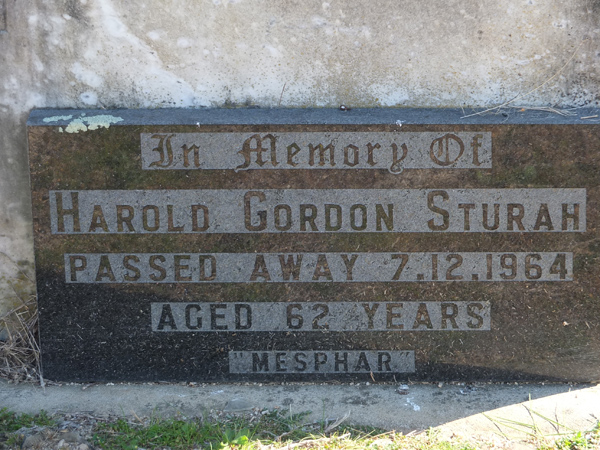 In Memory Of
HAROLD GORDON STURAH
PASSED AWAY 7.12.1964
AGED 62 YEARS
"MESPHAR"